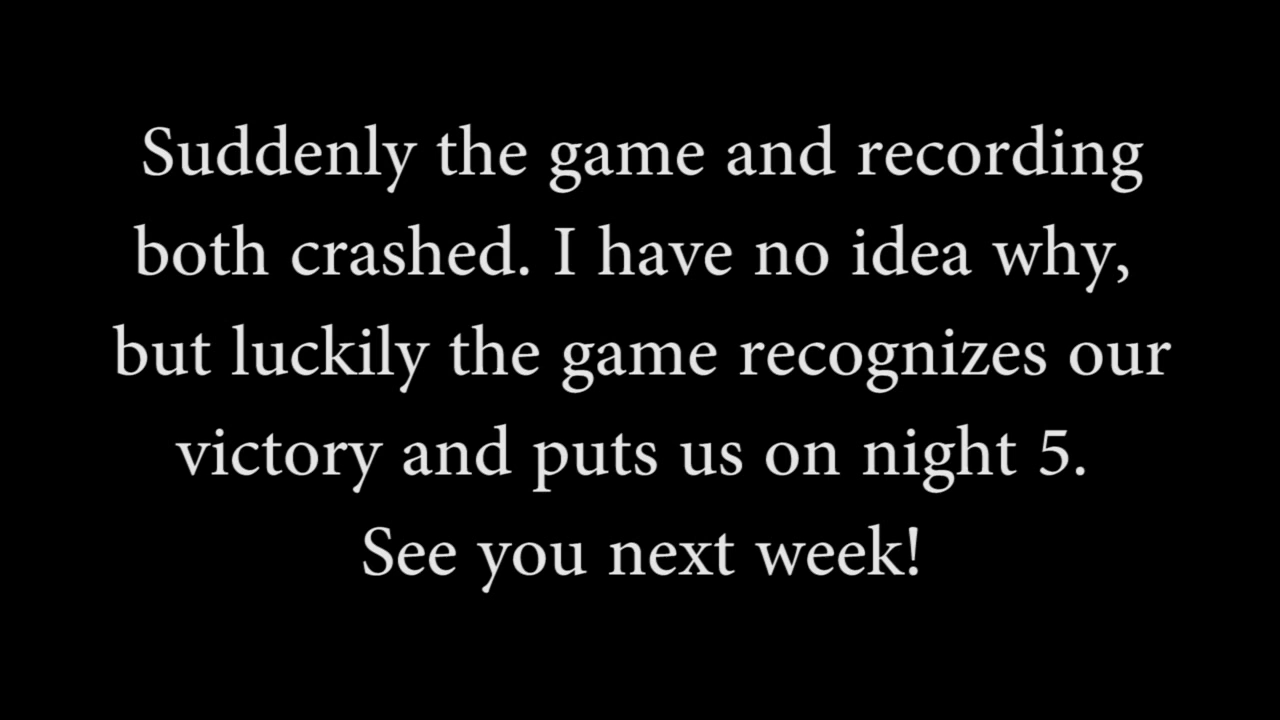 Suddenly the game and recording
both crashed. I have no idea why,
but luckily the game recognizes our
victory and puts us on night 5.
See you next week!